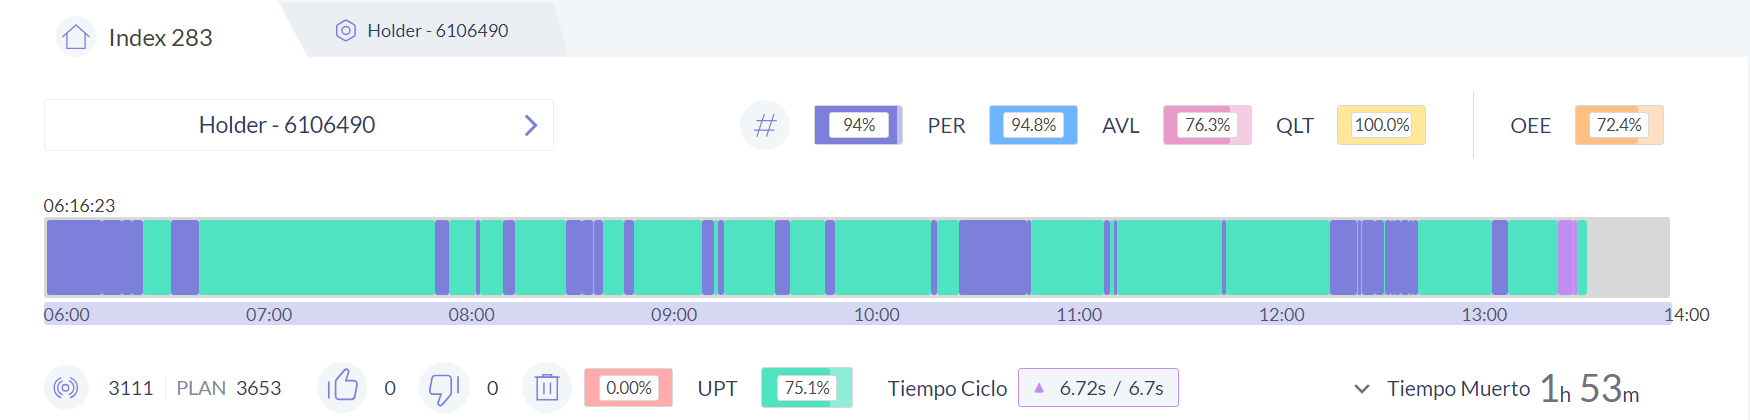 Index 283
Holder - 6106490
Holder - 6106490
# 94% PER 94.8% AVL 76.3% QLT 100.0% OEE 72.4%
06:16:23
06:00 07:00 08:00 09:00 10:00 11:00 12:00 13:00 14:00
3111 PLAN 3653 0 0 0.00% UPT 75.1% Tiempo Ciclo ▲ 6.72s / 6.7s Tiempo Muerto 1h 53m